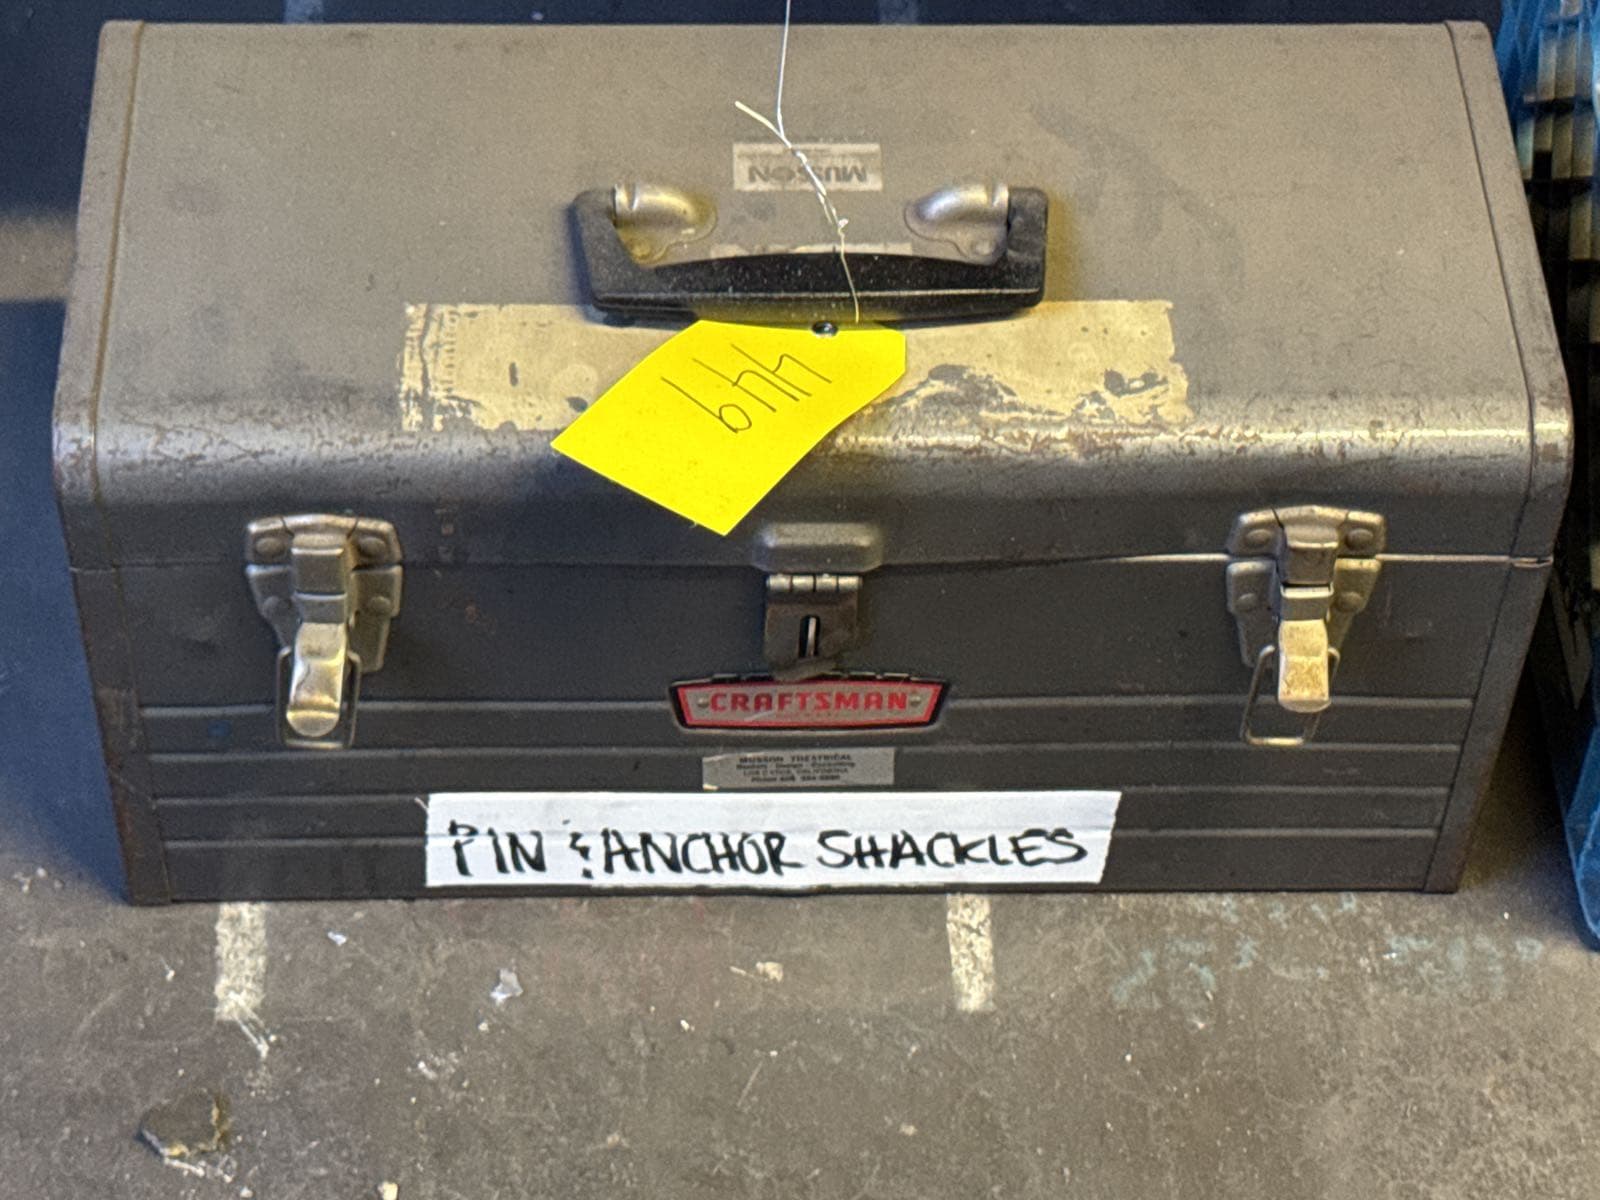 MUSSON
449
CRAFTSMAN
MUSSON THEATRICAL
PIN & ANCHOR SHACKLES